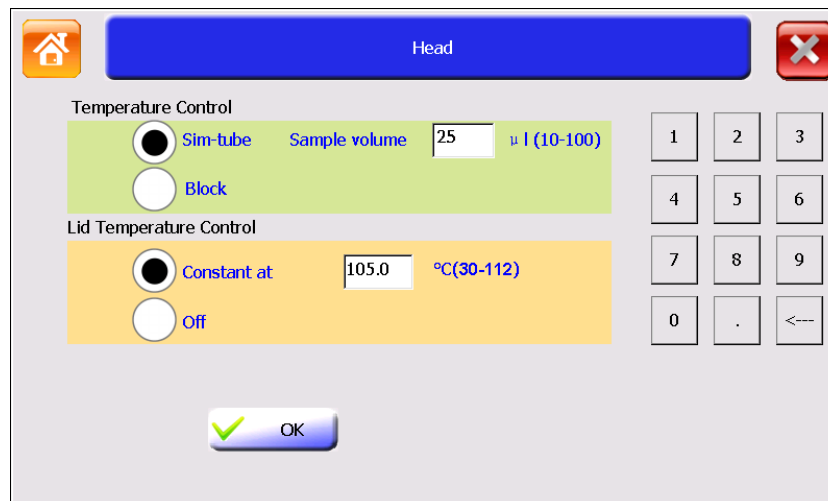 Head
Temperature Control
Sim-tube Sample volume 25 μl (10-100)
Block
Lid Temperature Control
Constant at 105.0 °C(30-112)
Off
1 2 3
4 5 6
7 8 9
0 . <---
OK